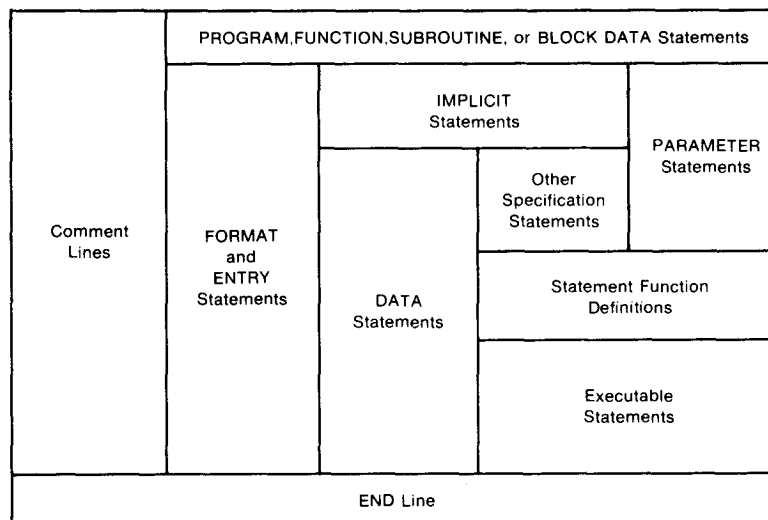 PROGRAM,FUNCTION,SUBROUTINE, or BLOCK DATA Statements
IMPLICIT
Statements
PARAMETER
Statements
Other
Specification
Statements
Comment
Lines
FORMAT
and
ENTRY
Statements
DATA
Statements
Statement Function
Definitions
Executable
Statements
END Line